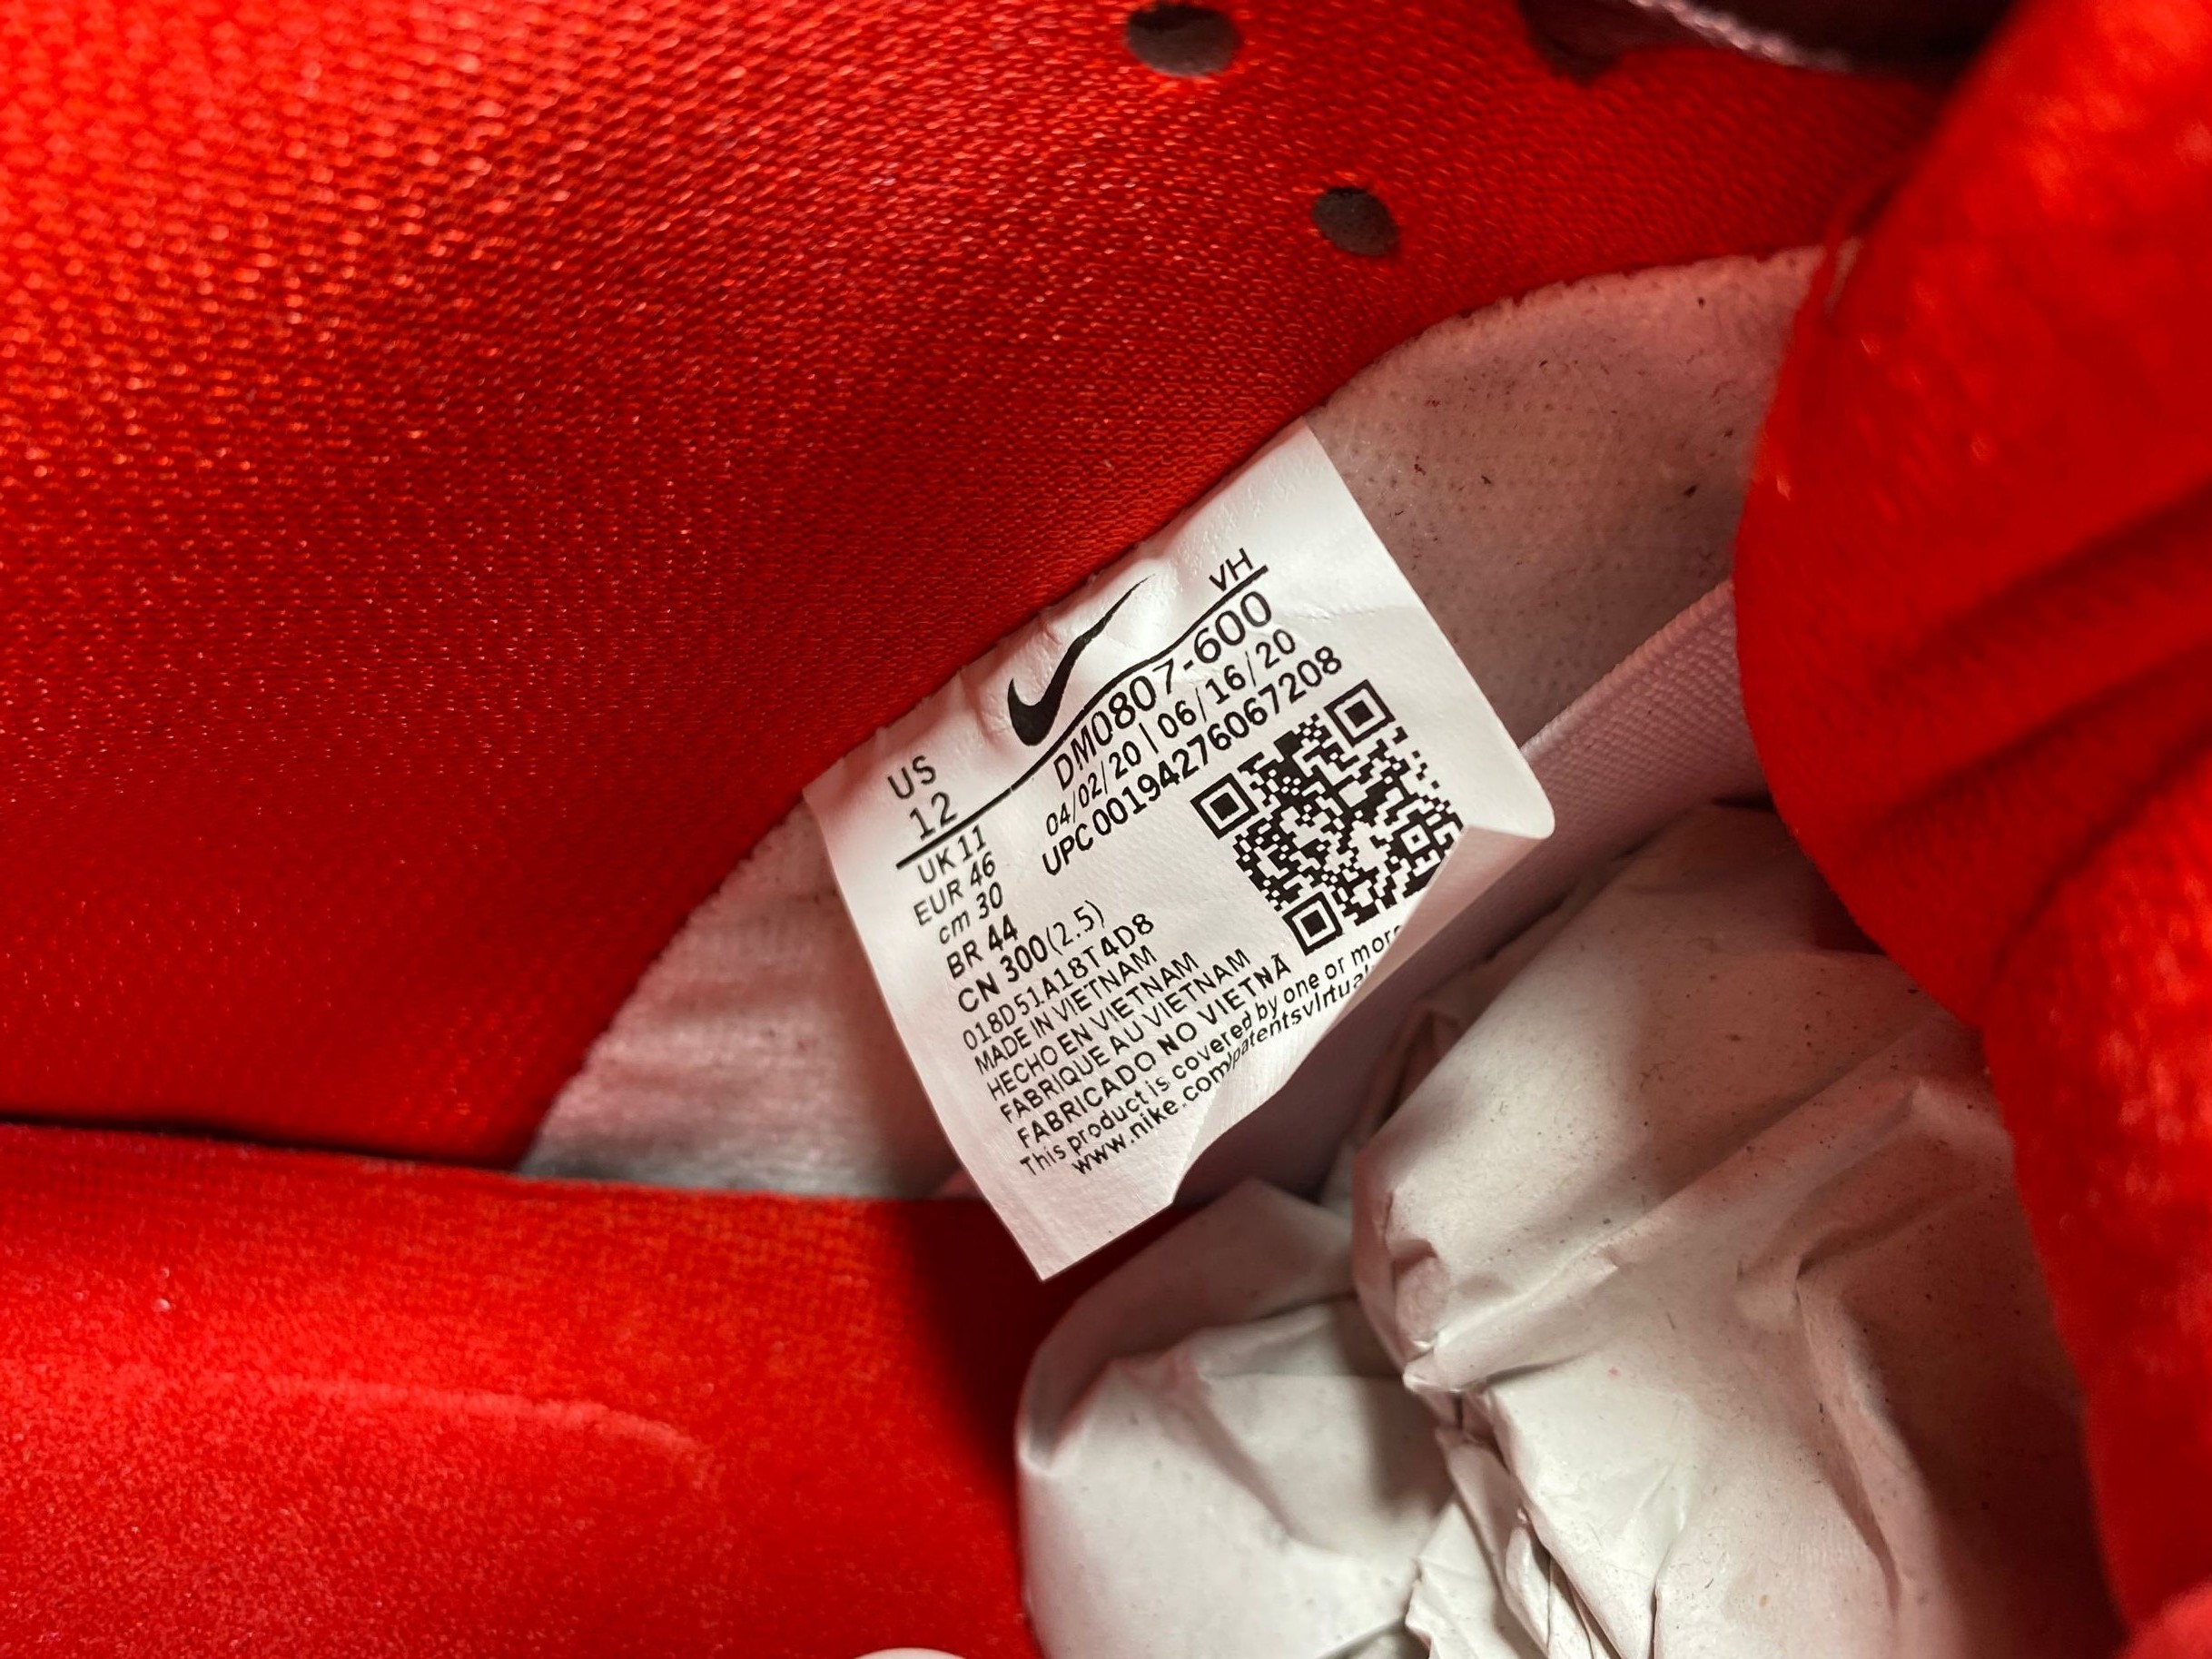 VH
US
12
DM0807-600
04/02/20 | 06/16/20
UPC 00194276067208
UK 11
EUR 46
cm 30
BR 44
CN 300(2.5)
018D51A18T4D8
MADE IN VIETNAM
HECHO EN VIETNAM
FABRIQUE AU VIETNAM
FABRICADO NO VIETNÃ
This product is covered by one or more
www.nike.com/patentsvirtual